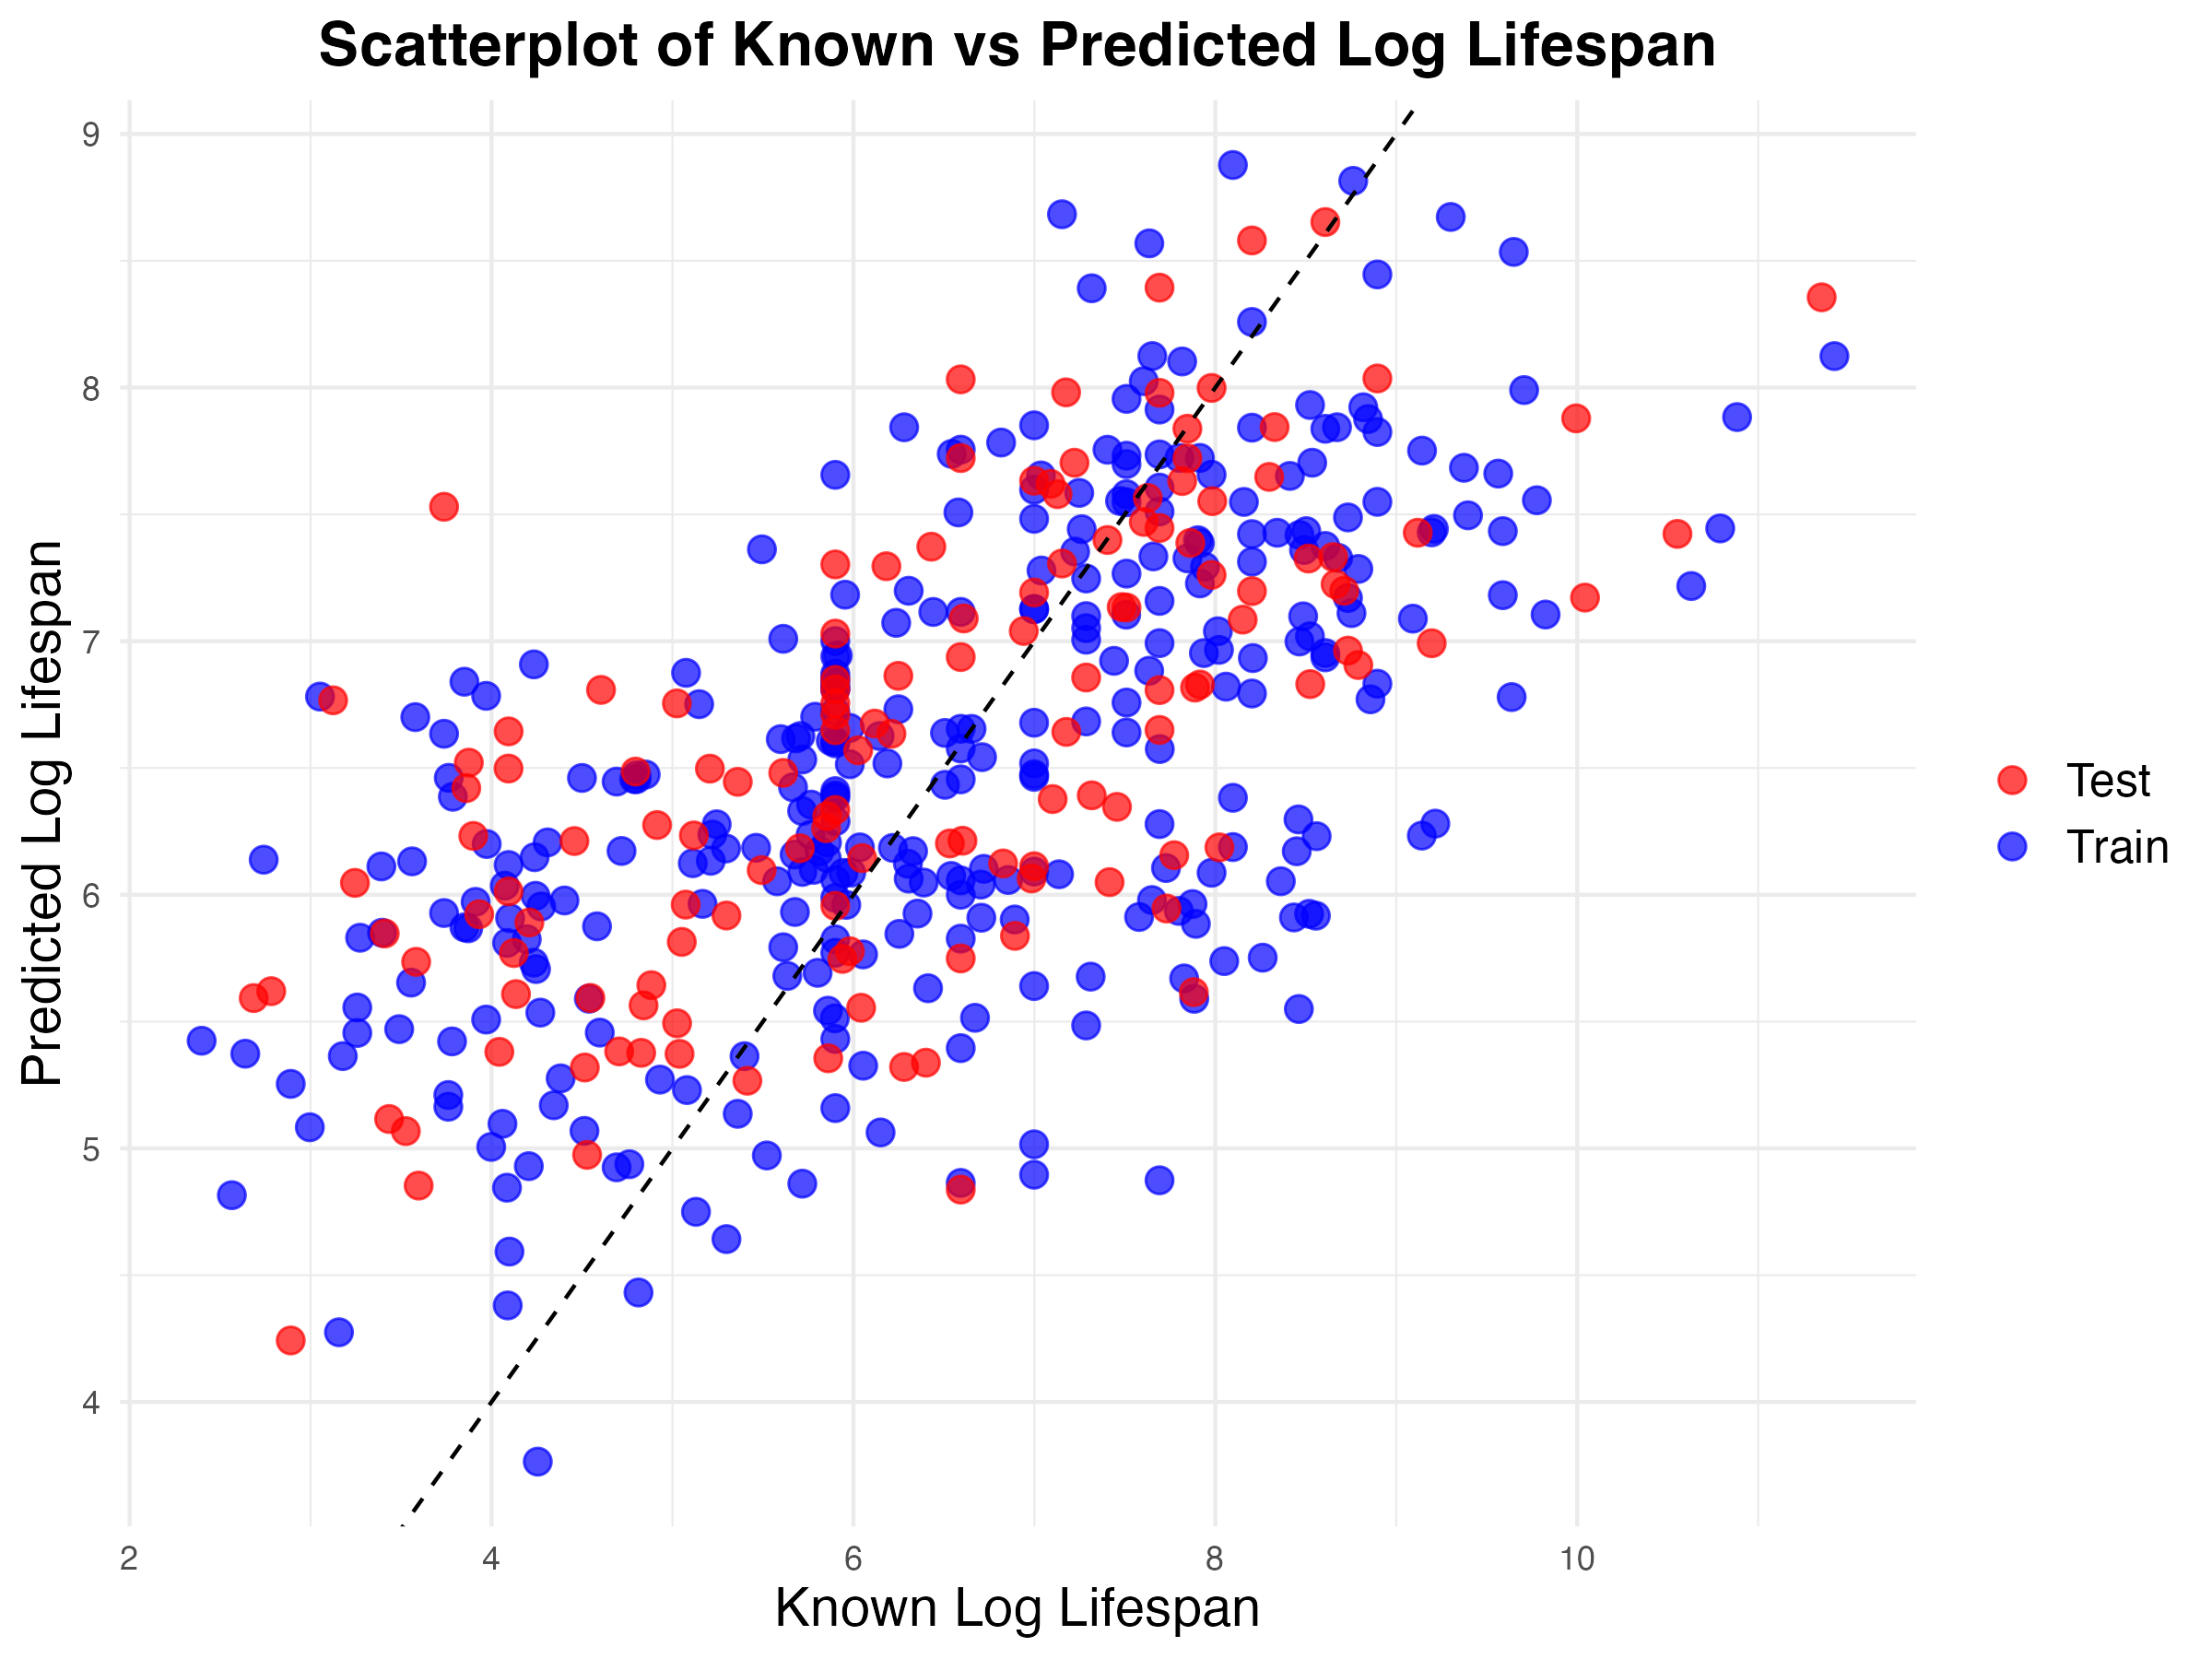 Scatterplot of Known vs Predicted Log Lifespan
9
8
7
6
5
4
Predicted Log Lifespan
2 4 6 8 10
Known Log Lifespan
Test
Train